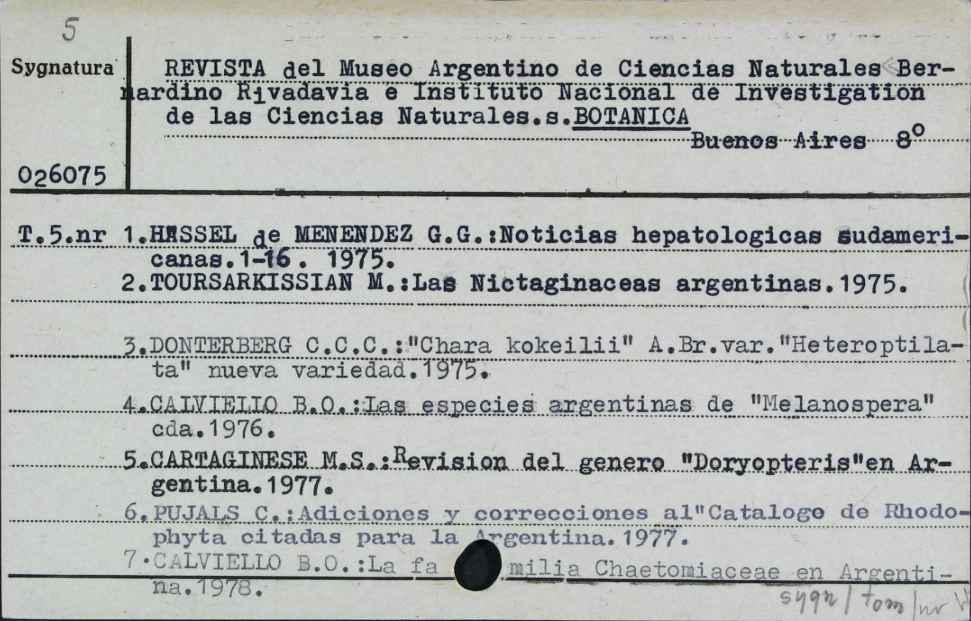 5
Sygnatura
REVISTA del Museo Argentino de Ciencias Naturales Ber-
nardino Rivadavia e Instituto Nacional de Investigation
de las Ciencias Naturales.s.BOTANICA
Buenos Aires 8º
026075
T.5.nr 1.HASSEL de MENENDEZ G.G.:Noticias hepatologicas sudameri-
canas.1-16. 1975.
2.TOURSARKISSIAN M.:Las Nictaginaceas argentinas.1975.
3.DONTERBERG C.C.C.:"Chara kokeilii" A.Br.var."Heteroptila-
ta" nueva variedad.1975.
4.CALVIELLO B.O.:Las especies argentinas de "Melanospera"
cda.1976.
5.CARTAGINESE M.S.:Revision del genero "Doryopteris"en Ar-
gentina.1977.
6.PUJALS C.:Adiciones y correcciones al"Catalogo de Rhodo-
phyta citadas para la Argentina.1977.
7.CALVIELLO B.O.:La fa milia Chaetomiaceae en Argenti-
na.1978.
sygn/tom/nr